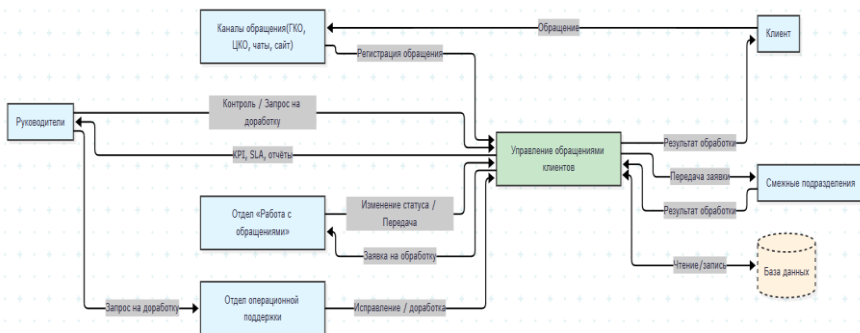 Каналы обращения(ГКО,
ЦКО, чаты, сайт)
Обращение
Клиент
Регистрация обращения
Руководители
Контроль / Запрос на
доработку
KPI, SLA, отчёты
Управление обращениями
клиентов
Результат обработки
Передача заявки
Смежные подразделения
Результат обработки
Отдел «Работа с
обращениями»
Изменение статуса /
Передача
Заявка на обработку
Чтение/запись
База данных
Запрос на доработку
Отдел операционной
поддержки
Исправление / доработка